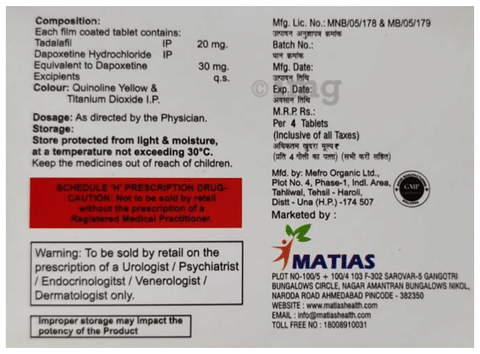 Composition:
Each film coated tablet contains:
Tadalafil IP 20 mg.
Dapoxetine Hydrochloride IP
Equivalent to Dapoxetine 30 mg.
Excipients q.s.
Colour: Quinoline Yellow &
Titanium Dioxide I.P.
Dosage: As directed by the Physician.
Storage:
Store protected from light & moisture,
at a temperature not exceeding 30°C.
Keep the medicines out of reach of children.
SCHEDULE 'H' PRESCRIPTION DRUG-
CAUTION: Not to be sold by retail
without the prescription of a
Registered Medical Practitioner.
Warning: To be sold by retail on the
prescription of a Urologist / Psychiatrist
/ Endocrinologitst / Venerologist /
Dermatologist only.
Improper storage may impact the
potency of the Product
Mfg. Lic. No.: MNB/05/178 & MB/05/179
उत्पादन अनुज्ञापत्र क्रमांक
Batch No.:
घान क्रमांक
Mfg. Date:
उत्पादन तिथि
Exp. Date:
अवसान तिथि
M.R.P. Rs.:
Per 4 Tablets
(Inclusive of all Taxes)
अधिकतम खुदरा मूल्य ₹
(प्रति 4 गोली का पत्ता) (सभी करों सहित)
Mfd. by: Mefro Organic Ltd.,
Plot No. 4, Phase-1, Indl. Area,
Tahliwal, Tehsil - Haroli,
Distt - Una (H.P.) -174 507
GMP
Marketed by :
MATIAS
PLOT NO-100/5 + 100/4 103 F-302 SAROVAR-5 GANGOTRI
BUNGALOWS CIRCLE, NAGAR AMANTRAN BUNGALOWS NIKOL,
NARODA ROAD AHMEDABAD PINCODE - 382350
WEBSITE : www.matiashealth.com
EMAIL : info@matiashealth.com
TOLL FREE NO : 18008910031